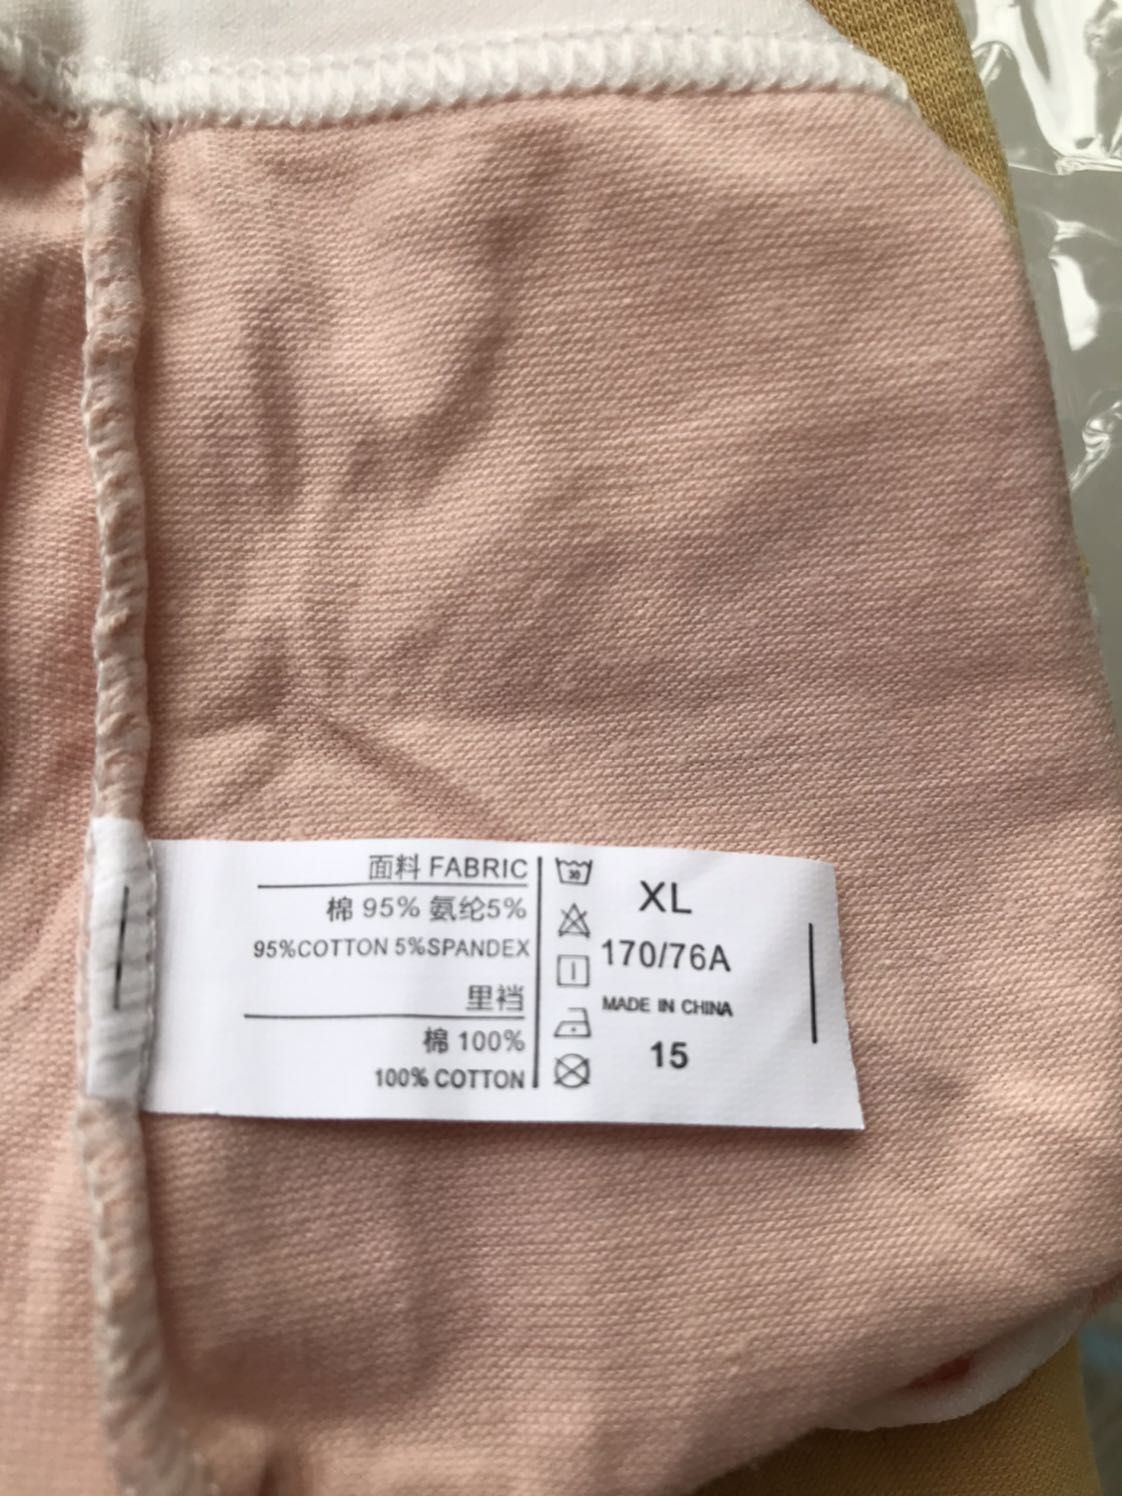 面料 FABRIC
棉 95% 氨纶5%
95%COTTON 5%SPANDEX
里裆
棉 100%
100% COTTON
30
XL
170/76A
MADE IN CHINA
15